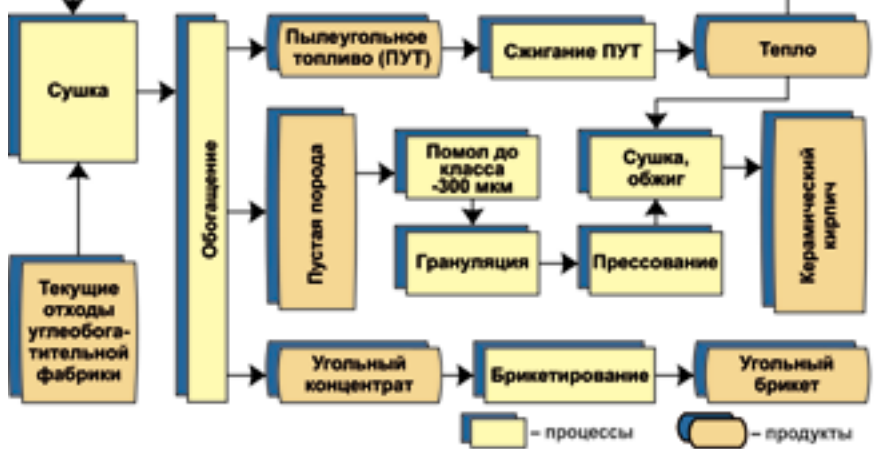 Сушка
Текущие
отходы
углеобога-
тительной
фабрики
Обогащение
Пылеугольное
топливо (ПУТ)
Сжигание ПУТ
Тепло
Пустая порода
Помол до
класса
-300 мкм
Грануляция
Прессование
Сушка,
обжиг
Керамический
кирпич
Угольный
концентрат
Брикетирование
Угольный
брикет
– процессы
– продукты